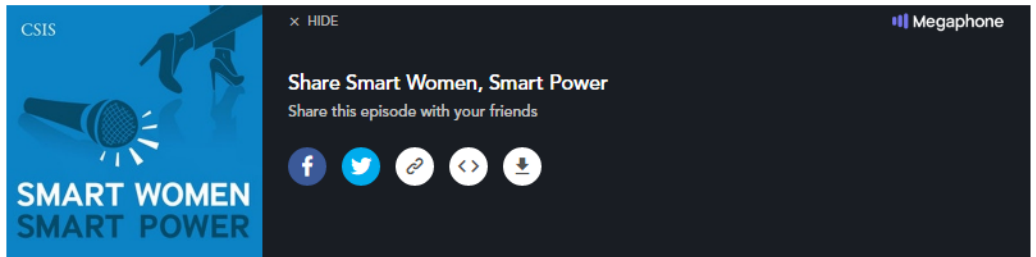 CSIS
SMART WOMEN
SMART POWER
× HIDE
Megaphone
Share Smart Women, Smart Power
Share this episode with your friends